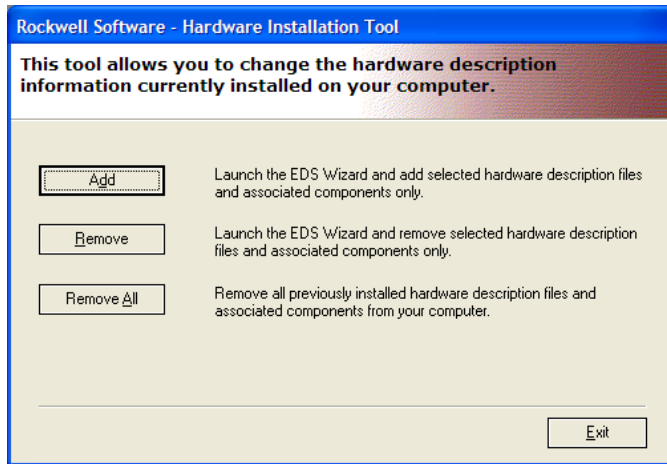 Rockwell Software - Hardware Installation Tool
This tool allows you to change the hardware description
information currently installed on your computer.
Add
Launch the EDS Wizard and add selected hardware description files
and associated components only.
Remove
Launch the EDS Wizard and remove selected hardware description
files and associated components only.
Remove All
Remove all previously installed hardware description files and
associated components from your computer.
Exit